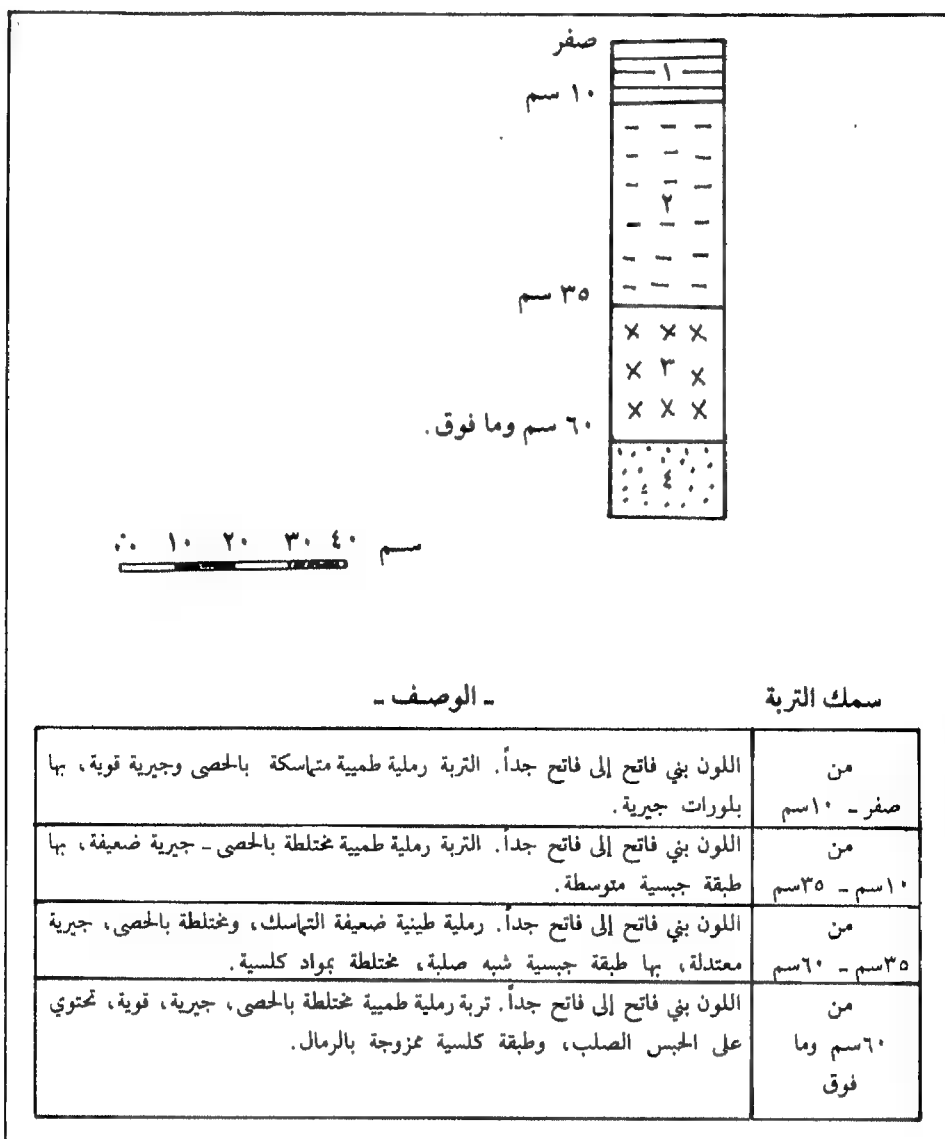 صفر
١
١٠ سم
٢
٣٥ سم
٣
٦٠ سم وما فوق.
٤
٠ ١٠ ٢٠ ٣٠ ٤٠ سم
سمك التربة - الوصف -
من
صفر - ١٠سم
اللون بني فاتح إلى فاتح جداً. التربة رملية طميية متماسكة بالحصى وجيرية قوية، بها
بلورات جيرية.
من
١٠سم - ٣٥سم
اللون بني فاتح إلى فاتح جداً. التربة رملية طميية مختلطة بالحصى - جيرية ضعيفة، بها
طبقة جبسية متوسطة.
من
٣٥سم - ٦٠سم
اللون بني فاتح إلى فاتح جداً. رملية طينية ضعيفة التماسك، ومختلطة بالحصى، جيرية
معتدلة، بها طبقة جبسية شبه صلبة، مختلطة بمواد كلسية.
من
٦٠سم وما
فوق
اللون بني فاتح إلى فاتح جداً. تربة رملية طميية مختلطة بالحصى، جيرية، قوية، تحتوي
على الجبس الصلب، وطبقة كلسية ممزوجة بالرمال.